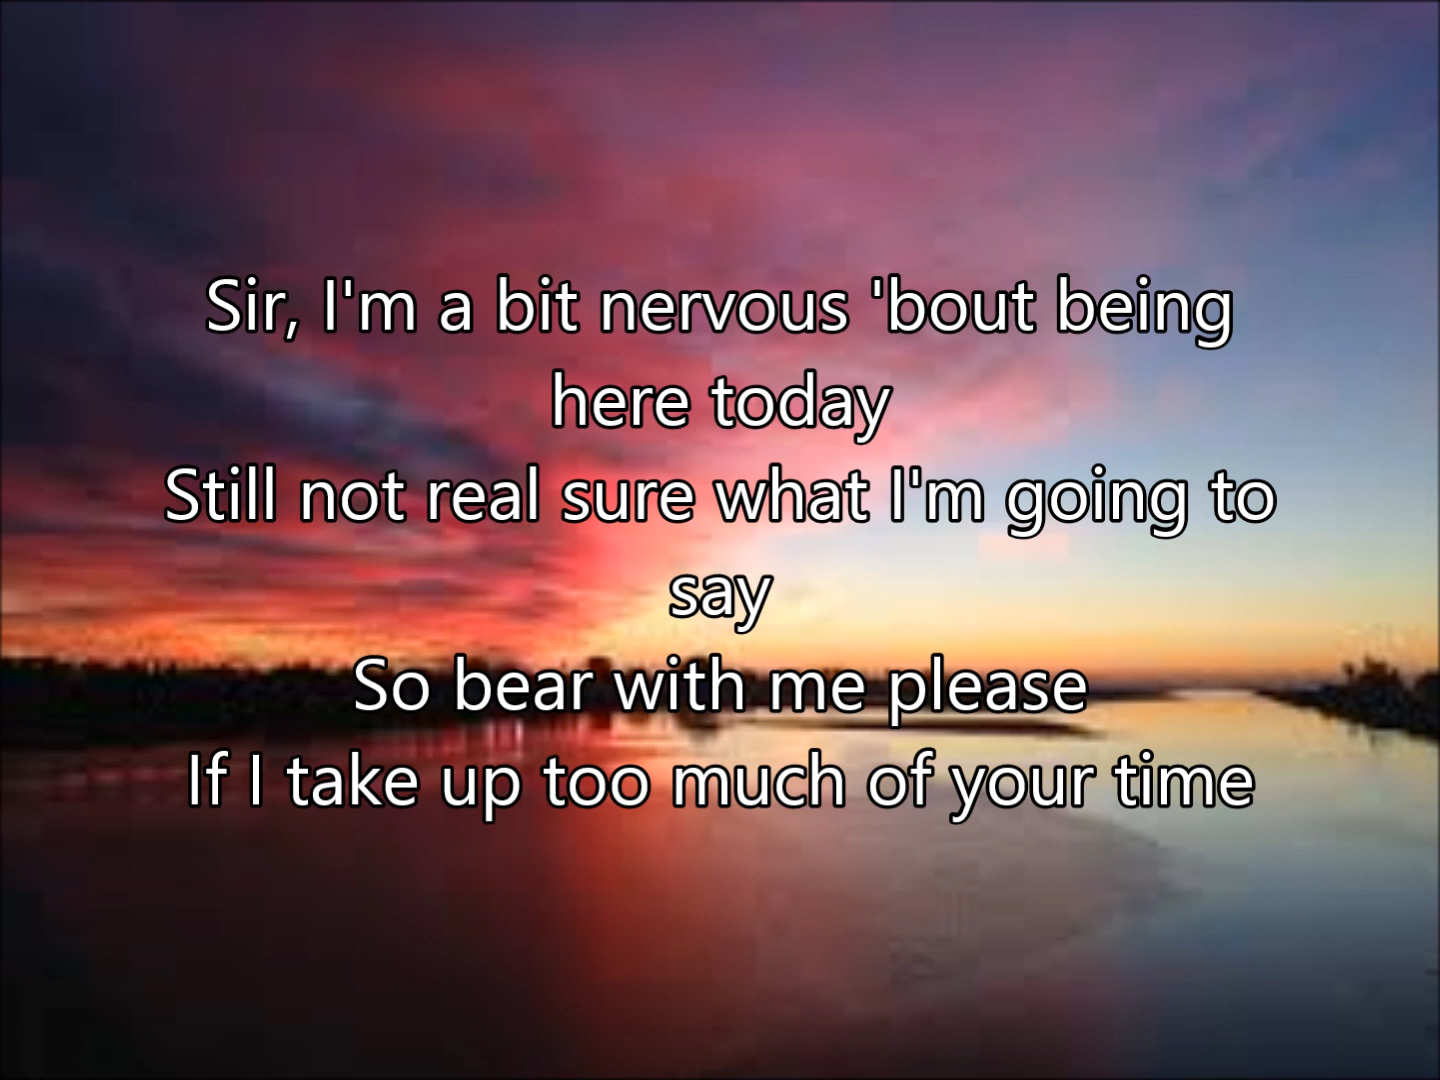 Sir, I'm a bit nervous 'bout being
here today
Still not real sure what I'm going to
say
So bear with me please
If I take up too much of your time